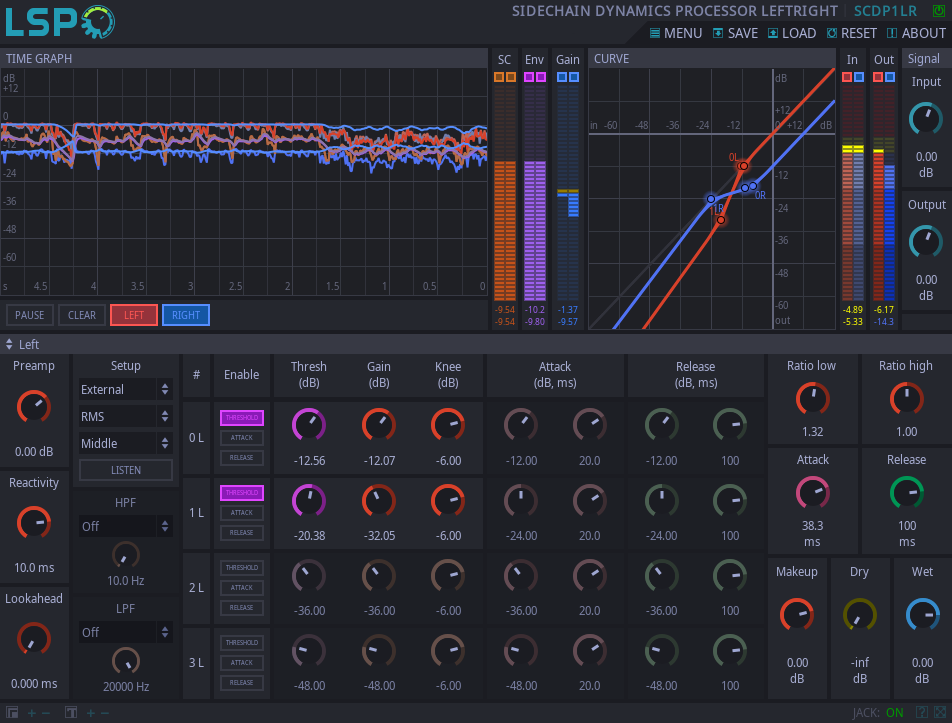 LSP SIDECHAIN DYNAMICS PROCESSOR LEFTRIGHT SCDP1LR
MENU SAVE LOAD RESET ABOUT
TIME GRAPH SC Env Gain CURVE In Out Signal
dB
+12
0
-12
-24
-36
-48
-60
s 4.5 4 3.5 3 2.5 2 1.5 1 0.5 0
-9.54 -10.2 -1.37
-9.54 -9.80 -9.57
dB
+12
in -60 -48 -36 -24 -12 0 +12 dB
-12
-24
-36
-48
-60
out
0L
0R
1R
-4.89 -6.17
-5.33 -14.3
Input
0.00
dB
Output
0.00
dB
PAUSE CLEAR LEFT RIGHT
Left
Preamp
0.00 dB
Reactivity
10.0 ms
Lookahead
0.000 ms
Setup
External
RMS
Middle
LISTEN
HPF
Off
10.0 Hz
LPF
Off
20000 Hz
# Enable Thresh Gain Knee Attack Release
(dB) (dB) (dB) (dB, ms) (dB, ms)
THRESHOLD
0 L ATTACK
RELEASE
-12.56 -12.07 -6.00 -12.00 20.0 -12.00 100
THRESHOLD
1 L ATTACK
RELEASE
-20.38 -32.05 -6.00 -24.00 20.0 -24.00 100
THRESHOLD
2 L ATTACK
RELEASE
-36.00 -36.00 -6.00 -36.00 20.0 -36.00 100
THRESHOLD
3 L ATTACK
RELEASE
-48.00 -48.00 -6.00 -48.00 20.0 -48.00 100
Ratio low Ratio high
1.32 1.00
Attack Release
38.3 100
ms ms
Makeup Dry Wet
0.00 -inf 0.00
dB dB dB
JACK: ON